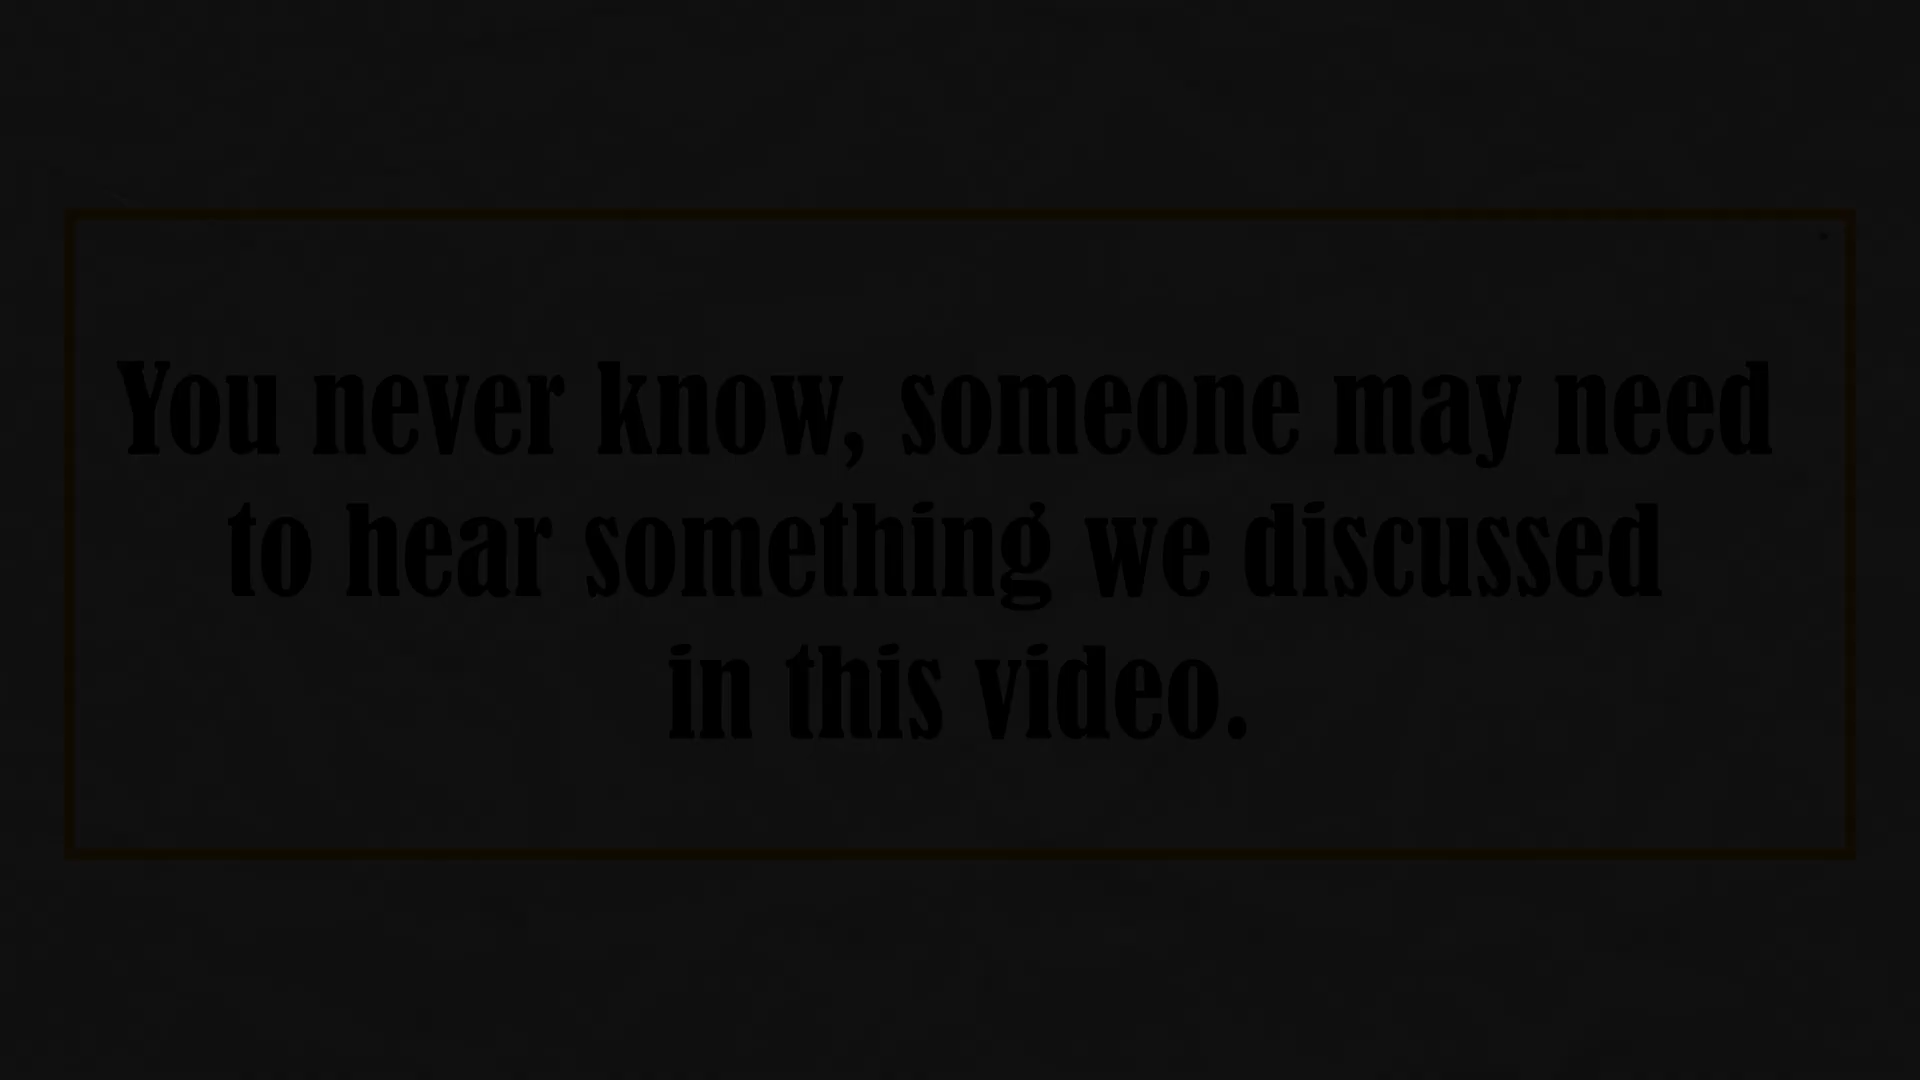 You never know, someone may need
to hear something we discussed
in this video.